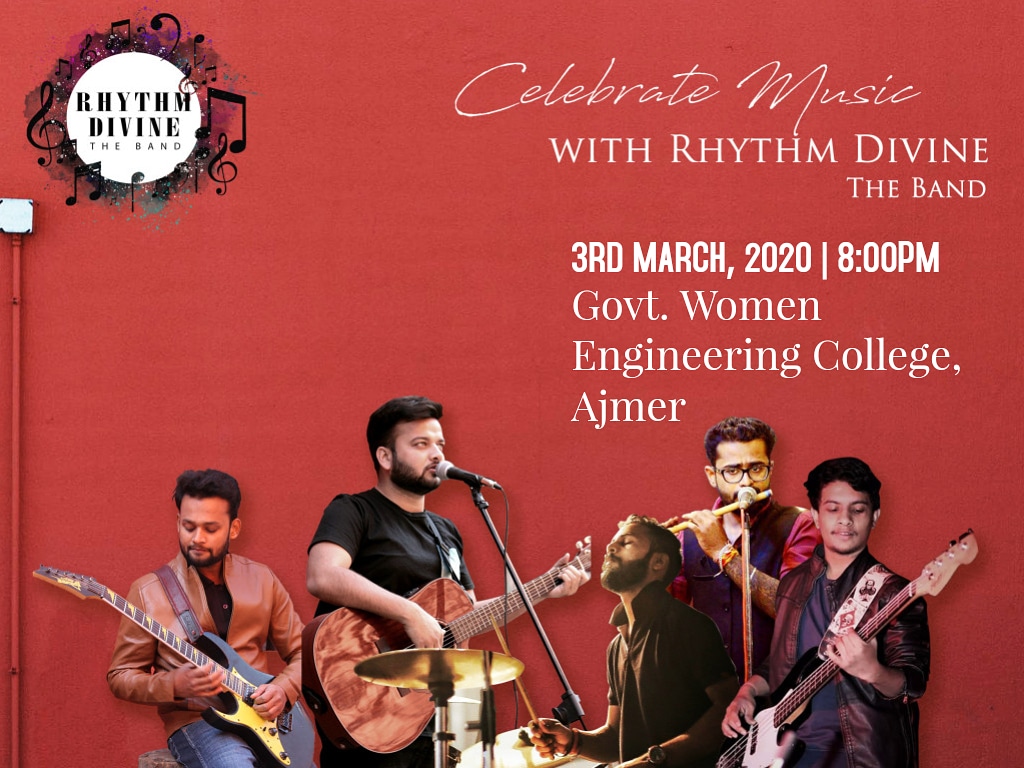 RHYTHM
DIVINE
THE BAND
Celebrate Music
WITH RHYTHM DIVINE
THE BAND
3RD MARCH, 2020 | 8:00PM
Govt. Women
Engineering College,
Ajmer